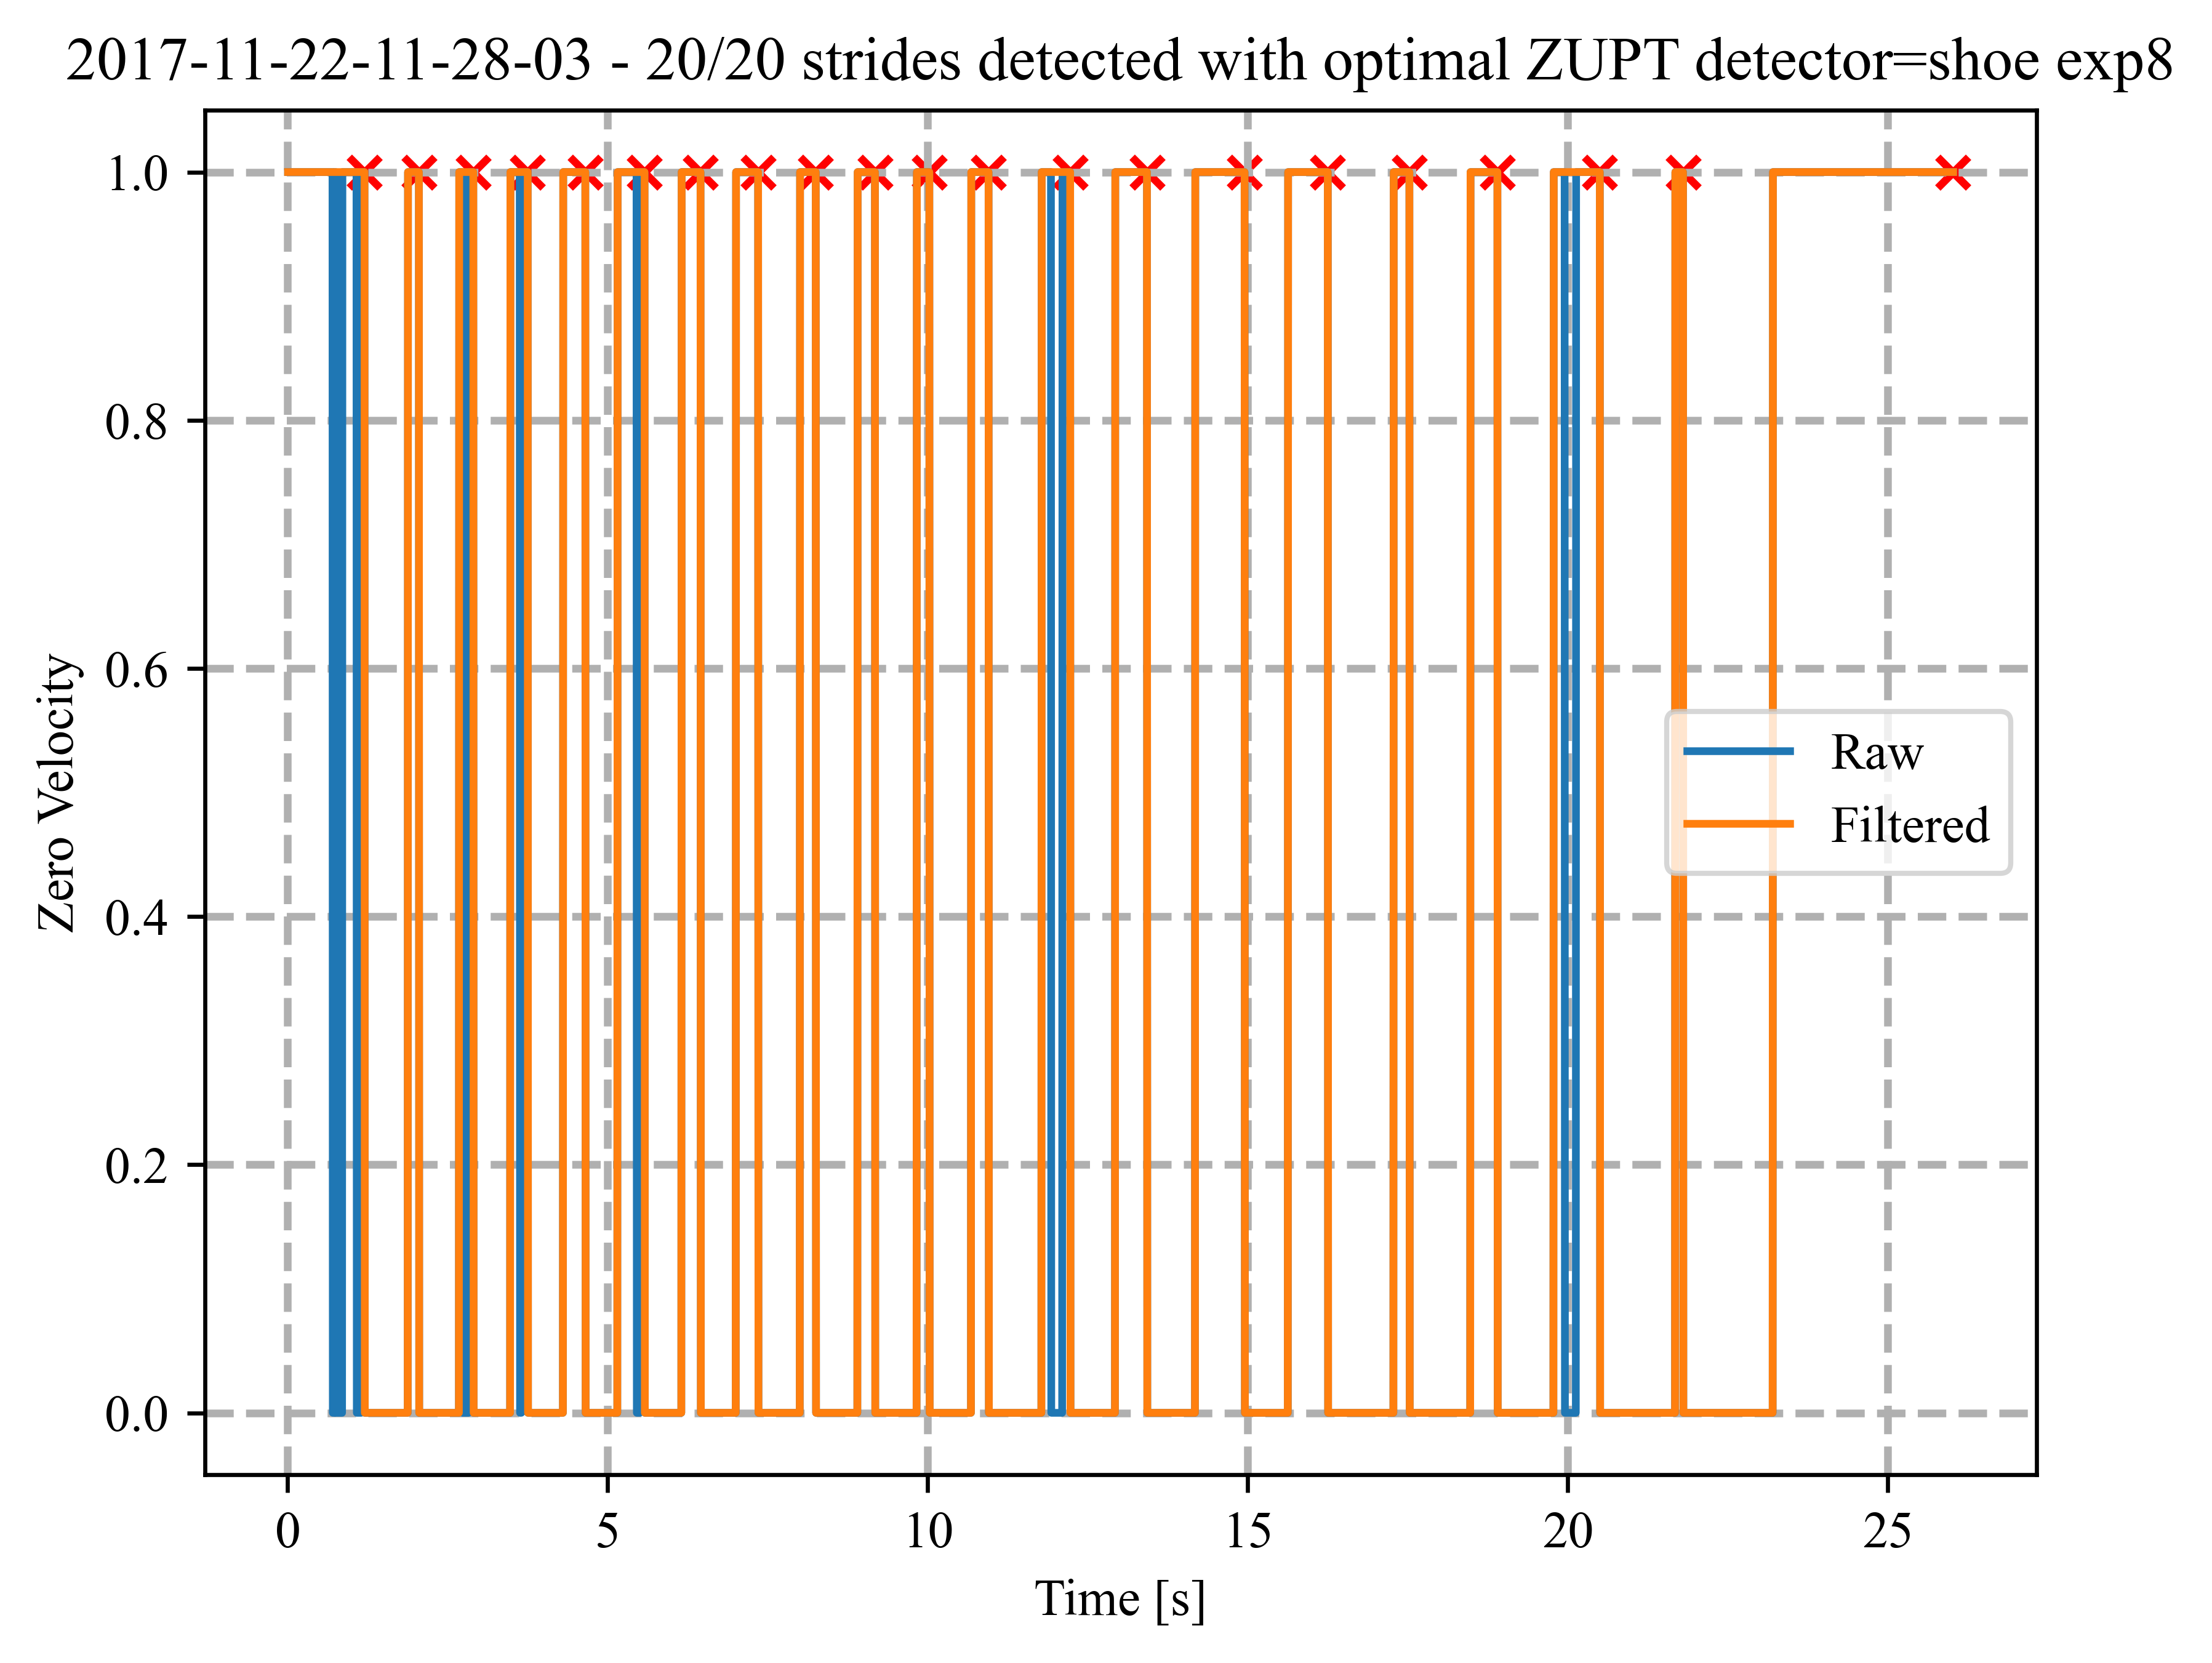 2017-11-22-11-28-03 - 20/20 strides detected with optimal ZUPT detector=shoe exp8
1.0
0.8
0.6
0.4
0.2
0.0
Zero Velocity
Raw
Filtered
0 5 10 15 20 25
Time [s]